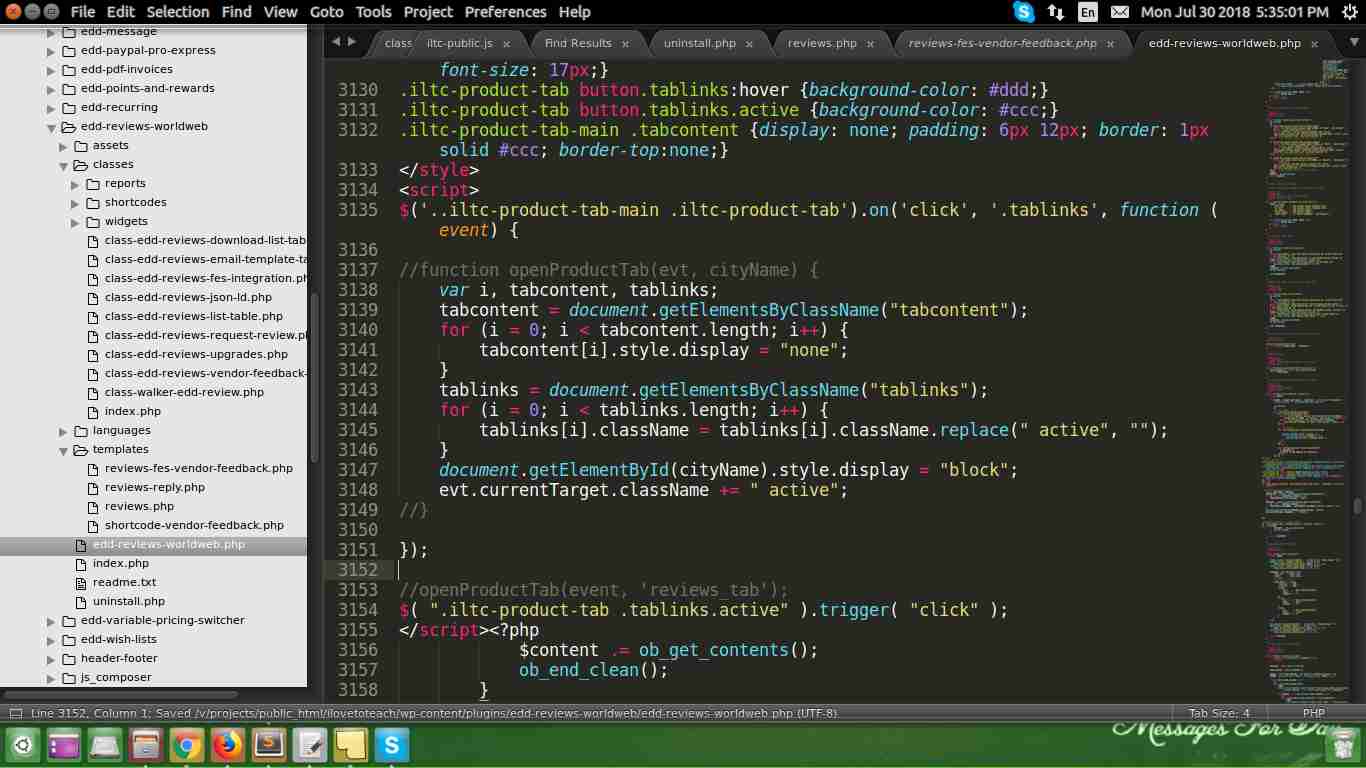 File Edit Selection Find View Goto Tools Project Preferences Help
En Mon Jul 30 2018 5:35:01 PM
class iltc-public.js × Find Results × uninstall.php × reviews.php × reviews-fes-vendor-feedback.php × edd-reviews-worldweb.php ×
edd-message
edd-paypal-pro-express
edd-pdf-invoices
edd-points-and-rewards
edd-recurring
edd-reviews-worldweb
assets
classes
reports
shortcodes
widgets
class-edd-reviews-download-list-tab
class-edd-reviews-email-template-ta
class-edd-reviews-fes-integration.ph
class-edd-reviews-json-ld.php
class-edd-reviews-list-table.php
class-edd-reviews-request-review.pl
class-edd-reviews-upgrades.php
class-edd-reviews-vendor-feedback-
class-walker-edd-review.php
index.php
languages
templates
reviews-fes-vendor-feedback.php
reviews-reply.php
reviews.php
shortcode-vendor-feedback.php
edd-reviews-worldweb.php
index.php
readme.txt
uninstall.php
edd-variable-pricing-switcher
edd-wish-lists
header-footer
js_composer
font-size: 17px;}
3130 .iltc-product-tab button.tablinks:hover {background-color: #ddd;}
3131 .iltc-product-tab button.tablinks.active {background-color: #ccc;}
3132 .iltc-product-tab-main .tabcontent {display: none; padding: 6px 12px; border: 1px
solid #ccc; border-top:none;}
3133 </style>
3134 <script>
3135 $('..iltc-product-tab-main .iltc-product-tab').on('click', '.tablinks', function (
event) {
3136
3137 //function openProductTab(evt, cityName) {
3138 var i, tabcontent, tablinks;
3139 tabcontent = document.getElementsByClassName("tabcontent");
3140 for (i = 0; i < tabcontent.length; i++) {
3141 tabcontent[i].style.display = "none";
3142 }
3143 tablinks = document.getElementsByClassName("tablinks");
3144 for (i = 0; i < tablinks.length; i++) {
3145 tablinks[i].className = tablinks[i].className.replace(" active", "");
3146 }
3147 document.getElementById(cityName).style.display = "block";
3148 evt.currentTarget.className += " active";
3149 //}
3150
3151 });
3152
3153 //openProductTab(event, 'reviews_tab');
3154 $( ".iltc-product-tab .tablinks.active" ).trigger( "click" );
3155 </script><?php
3156 $content .= ob_get_contents();
3157 ob_end_clean();
3158 }
Line 3152, Column 1; Saved /v/projects/public_html/ilovetoteach/wp-content/plugins/edd-reviews-worldweb/edd-reviews-worldweb.php (UTF-8) Tab Size: 4 PHP
Messages For